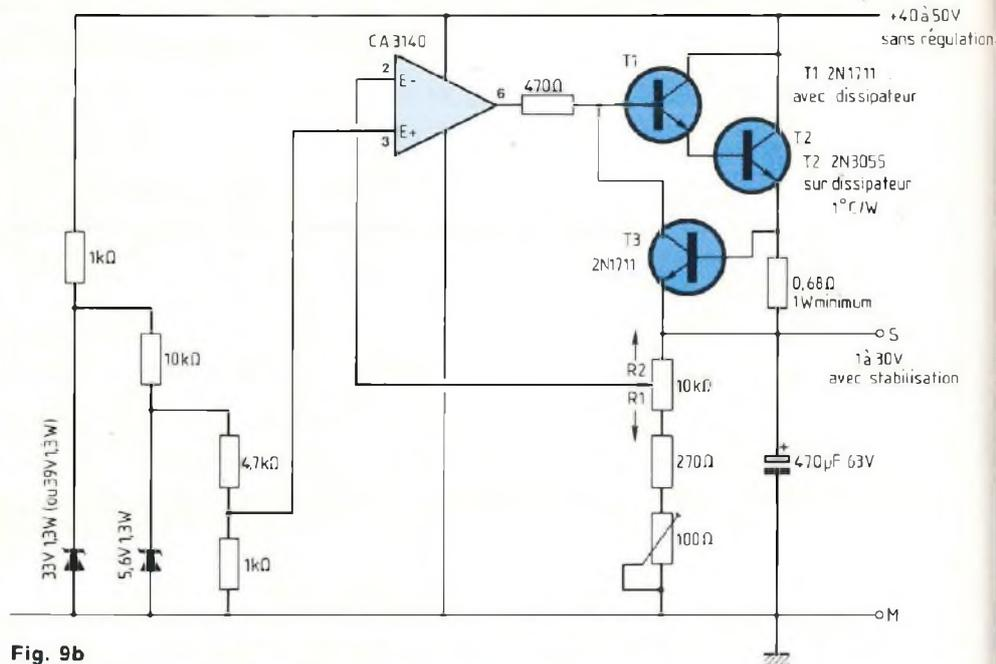 +40 à 50V
sans régulation
CA3140
2
E-
E+
3
6
470Ω
T1
T1 2N1711
avec dissipateur
T2
T2 2N3055
sur dissipateur
1°C/W
T3
2N1711
0,68Ω
1W minimum
1kΩ
10kΩ
S
1 à 30V
avec stabilisation
R2
R1
10kΩ
4,7kΩ
270Ω
470µF 63V
100Ω
1kΩ
33V 1,3W (ou 39V 1,3W)
5,6V 1,3W
M
Fig. 9b